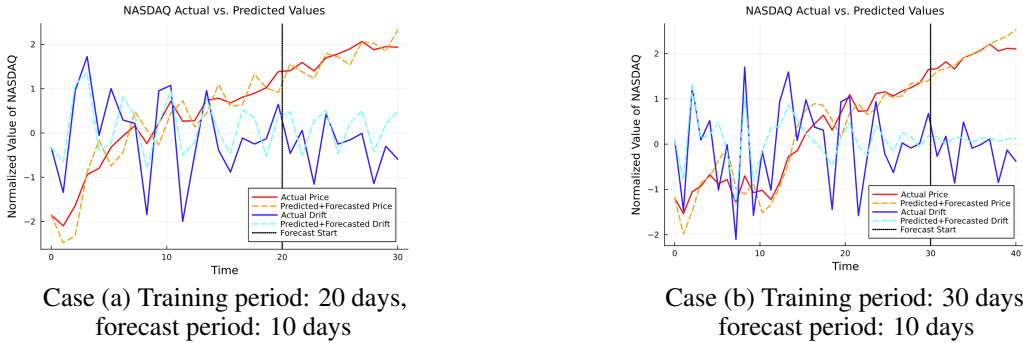 NASDAQ Actual vs. Predicted Values
Normalized Value of NASDAQ
2
1
0
−1
−2
Actual Price
Predicted+Forecasted Price
Actual Drift
Predicted+Forecasted Drift
Forecast Start
0
10
20
30
Time
Case (a) Training period: 20 days,
forecast period: 10 days
NASDAQ Actual vs. Predicted Values
Normalized Value of NASDAQ
2
1
0
−1
−2
Actual Price
Predicted+Forecasted Price
Actual Drift
Predicted+Forecasted Drift
Forecast Start
0
10
20
30
40
Time
Case (b) Training period: 30 days
forecast period: 10 days